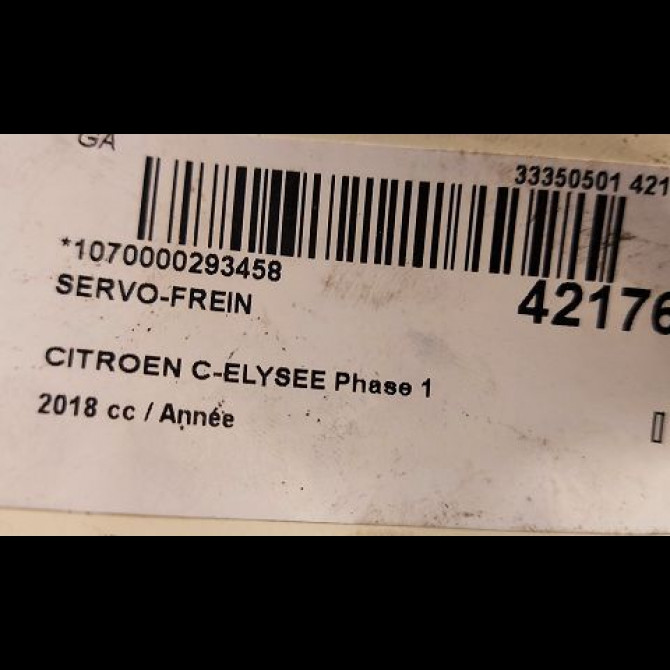 GA
33350501 421
*1070000293458
SERVO-FREIN
42176
CITROEN C-ELYSEE Phase 1
2018 cc / Année